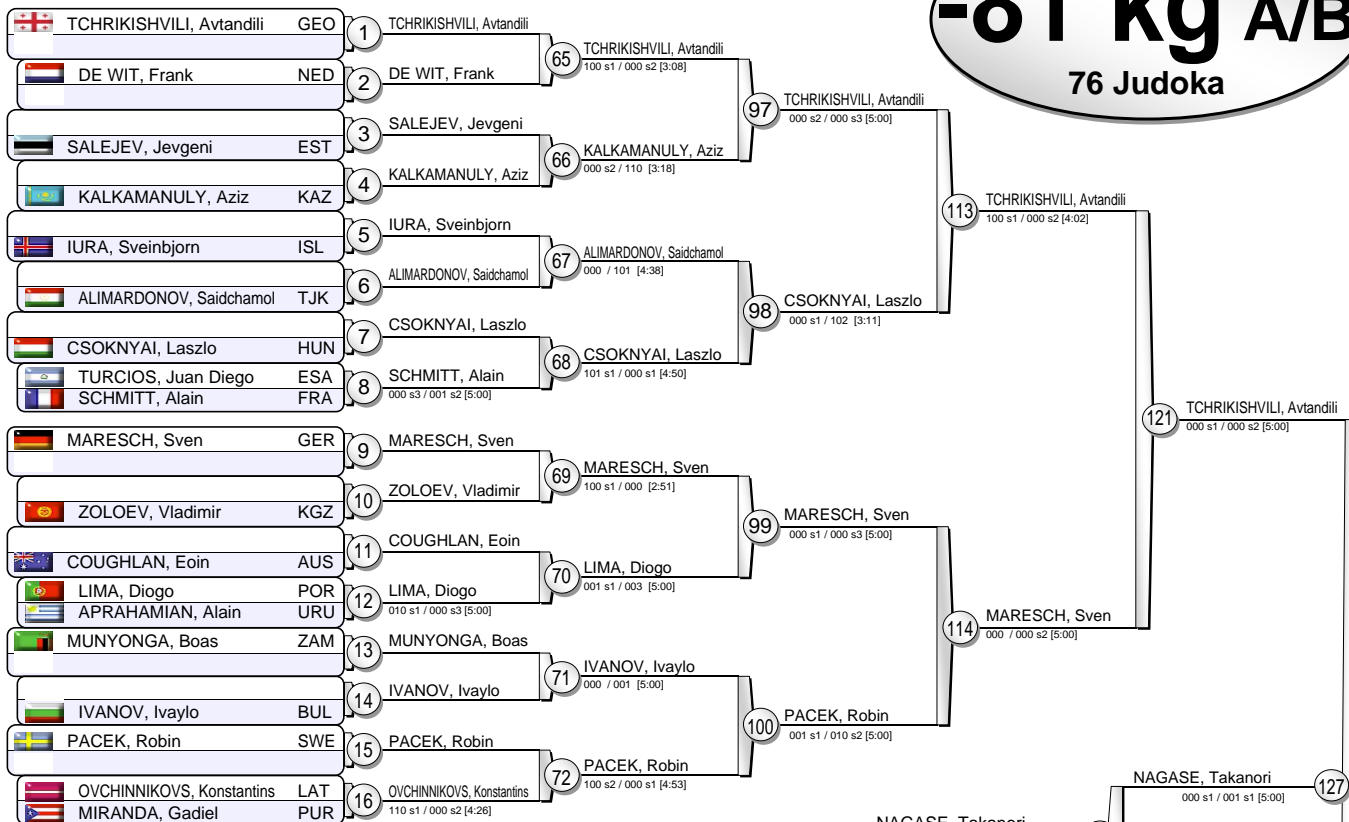 -81 kg A/B
76 Judoka
TCHRIKISHVILI, Avtandili GEO
DE WIT, Frank NED
SALEJEV, Jevgeni EST
KALKAMANULY, Aziz KAZ
IURA, Sveinbjorn ISL
ALIMARDONOV, Saidchamol TJK
CSOKNYAI, Laszlo HUN
TURCIOS, Juan Diego ESA
SCHMITT, Alain FRA
MARESCH, Sven GER
ZOLOEV, Vladimir KGZ
COUGHLAN, Eoin AUS
LIMA, Diogo POR
APRAHAMIAN, Alain URU
MUNYONGA, Boas ZAM
IVANOV, Ivaylo BUL
PACEK, Robin SWE
OVCHINNIKOVS, Konstantins LAT
MIRANDA, Gadiel PUR
1
TCHRIKISHVILI, Avtandili
2
DE WIT, Frank
3
SALEJEV, Jevgeni
4
KALKAMANULY, Aziz
5
IURA, Sveinbjorn
6
ALIMARDONOV, Saidchamol
7
CSOKNYAI, Laszlo
8
SCHMITT, Alain
000 s3 / 001 s2 [5:00]
9
MARESCH, Sven
10
ZOLOEV, Vladimir
11
COUGHLAN, Eoin
12
LIMA, Diogo
010 s1 / 000 s3 [5:00]
13
MUNYONGA, Boas
14
IVANOV, Ivaylo
15
PACEK, Robin
16
OVCHINNIKOVS, Konstantins
110 s1 / 000 s2 [4:26]
65
TCHRIKISHVILI, Avtandili
100 s1 / 000 s2 [3:08]
66
KALKAMANULY, Aziz
000 s2 / 110 [3:18]
67
ALIMARDONOV, Saidchamol
000 / 101 [4:38]
68
CSOKNYAI, Laszlo
101 s1 / 000 s1 [4:50]
69
MARESCH, Sven
100 s1 / 000 [2:51]
70
LIMA, Diogo
001 s1 / 003 [5:00]
71
IVANOV, Ivaylo
000 / 001 [5:00]
72
PACEK, Robin
100 s2 / 000 s1 [4:53]
97
TCHRIKISHVILI, Avtandili
000 s2 / 000 s3 [5:00]
98
CSOKNYAI, Laszlo
000 s1 / 102 [3:11]
99
MARESCH, Sven
000 s1 / 000 s3 [5:00]
100
PACEK, Robin
001 s1 / 010 s2 [5:00]
113
TCHRIKISHVILI, Avtandili
100 s1 / 000 s2 [4:02]
114
MARESCH, Sven
000 / 000 s2 [5:00]
121
TCHRIKISHVILI, Avtandili
000 s1 / 000 s2 [5:00]
NAGASE, Takanori
000 s1 / 001 s1 [5:00]
127
NAGASE, Takanori